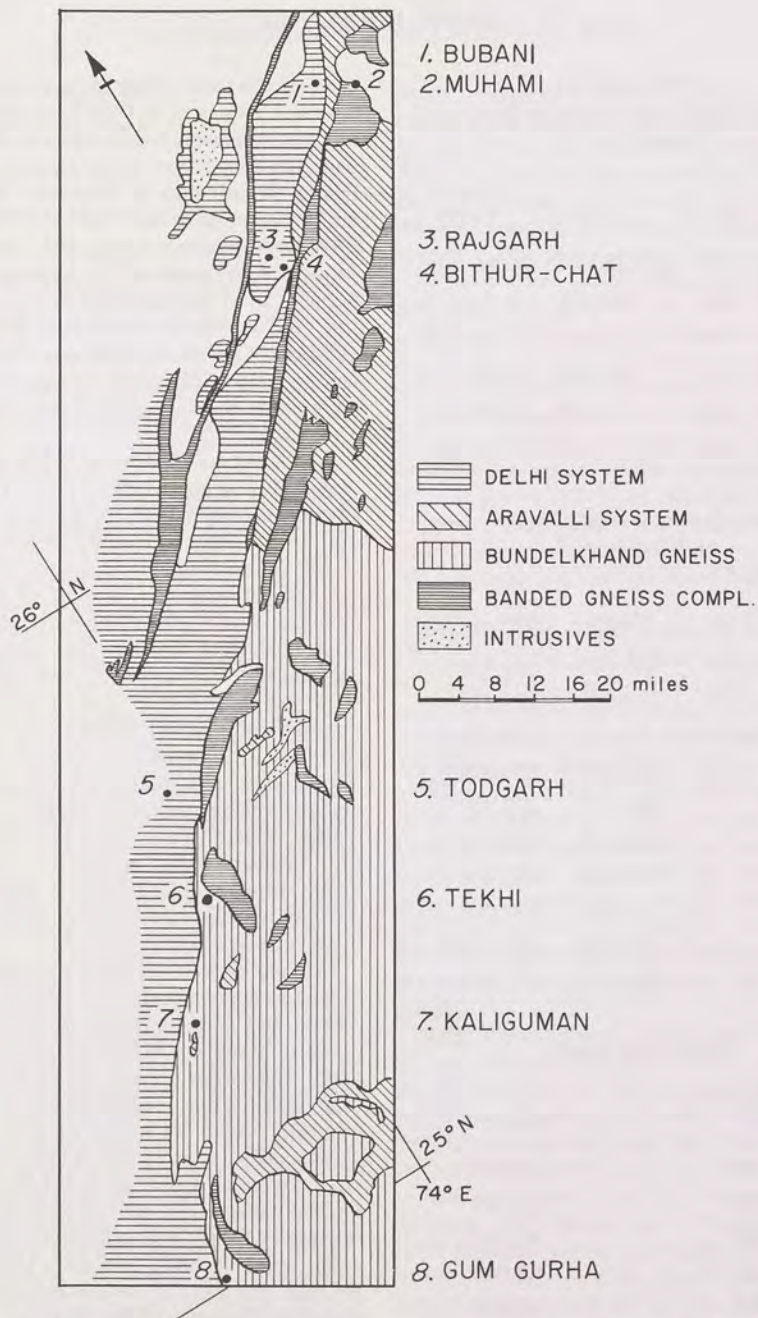 1. BUBANI
2. MUHAMI
1
2
3
4
3. RAJGARH
4. BITHUR-CHAT
DELHI SYSTEM
ARAVALLI SYSTEM
BUNDELKHAND GNEISS
BANDED GNEISS COMPL.
INTRUSIVES
0 4 8 12 16 20 miles
26° N
5
5. TODGARH
6
6. TEKHI
7
7. KALIGUMAN
25° N
74° E
8
8. GUM GURHA